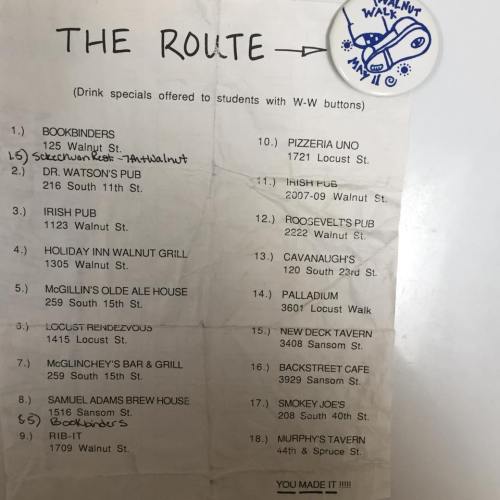 THE ROUTE
WALNUT
WALK
MAY 11
(Drink specials offered to students with W-W buttons)
1.) BOOKBINDERS
125 Walnut St.
1.5) Szechwan Rest - 7th + Walnut
2.) DR. WATSON'S PUB
216 South 11th St.
3.) IRISH PUB
1123 Walnut St.
4.) HOLIDAY INN WALNUT GRILL
1305 Walnut St.
5.) McGILLIN'S OLDE ALE HOUSE
259 South 15th St.
6.) LOCUST RENDEZVOUS
1415 Locust St.
7.) McGLINCHEY'S BAR & GRILL
259 South 15th St.
8.) SAMUEL ADAMS BREW HOUSE
1516 Sansom St.
8.5) Bookbinders
9.) RIB-IT
1709 Walnut St.
10.) PIZZERIA UNO
1721 Locust St.
11.) IRISH PUB
2007-09 Walnut St.
12.) ROOSEVELT'S PUB
2222 Walnut St.
13.) CAVANAUGH'S
120 South 23rd St.
14.) PALLADIUM
3601 Locust Walk
15.) NEW DECK TAVERN
3408 Sansom St.
16.) BACKSTREET CAFE
3929 Sansom St.
17.) SMOKEY JOE'S
208 South 40th St.
18.) MURPHY'S TAVERN
44th & Spruce St.
YOU MADE IT !!!!!